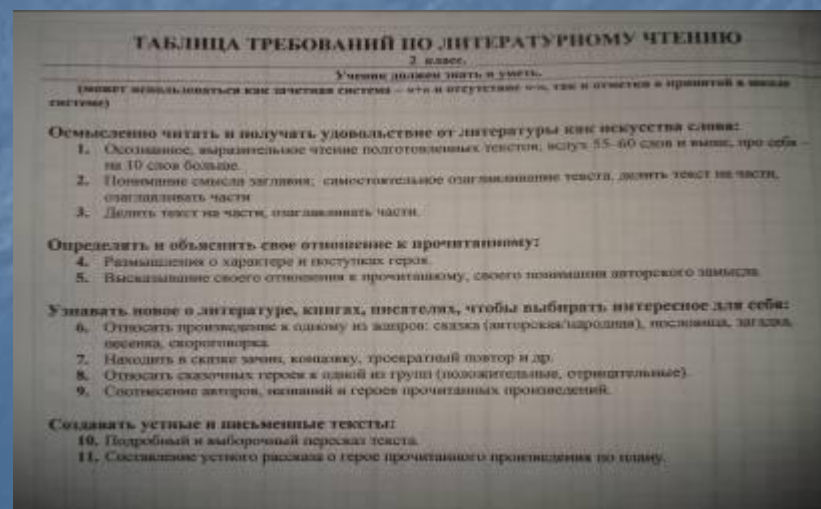 ТАБЛИЦА ТРЕБОВАНИЙ ПО ЛИТЕРАТУРНОМУ ЧТЕНИЮ
2 класс.
Ученик должен знать и уметь.
(может использоваться как зачетная система – «+» и отсутствие «+», так и отметка в принятой в школе
системе)
Осмысленно читать и получать удовольствие от литературы как искусства слова:
1. Осознанное, выразительное чтение подготовленных текстов; вслух 55–60 слов и выше, про себя –
на 10 слов больше.
2. Понимание смысла заглавия; самостоятельное озаглавливание текста, делить текст на части,
озаглавливать части
3. Делить текст на части, озаглавливать части.
Определять и объяснять свое отношение к прочитанному:
4. Размышления о характере и поступках героя.
5. Высказывание своего отношения к прочитанному, своего понимания авторского замысла.
Узнавать новое о литературе, книгах, писателях, чтобы выбирать интересное для себя:
6. Относить произведение к одному из жанров: сказка (авторская/народная), пословица, загадка,
песенка, скороговорка.
7. Находить в сказке зачин, концовку, троекратный повтор и др.
8. Относить сказочных героев к одной из групп (положительные, отрицательные).
9. Соотнесение авторов, названий и героев прочитанных произведений.
Создавать устные и письменные тексты:
10. Подробный и выборочный пересказ текста.
11. Составление устного рассказа о герое прочитанного произведения по плану.